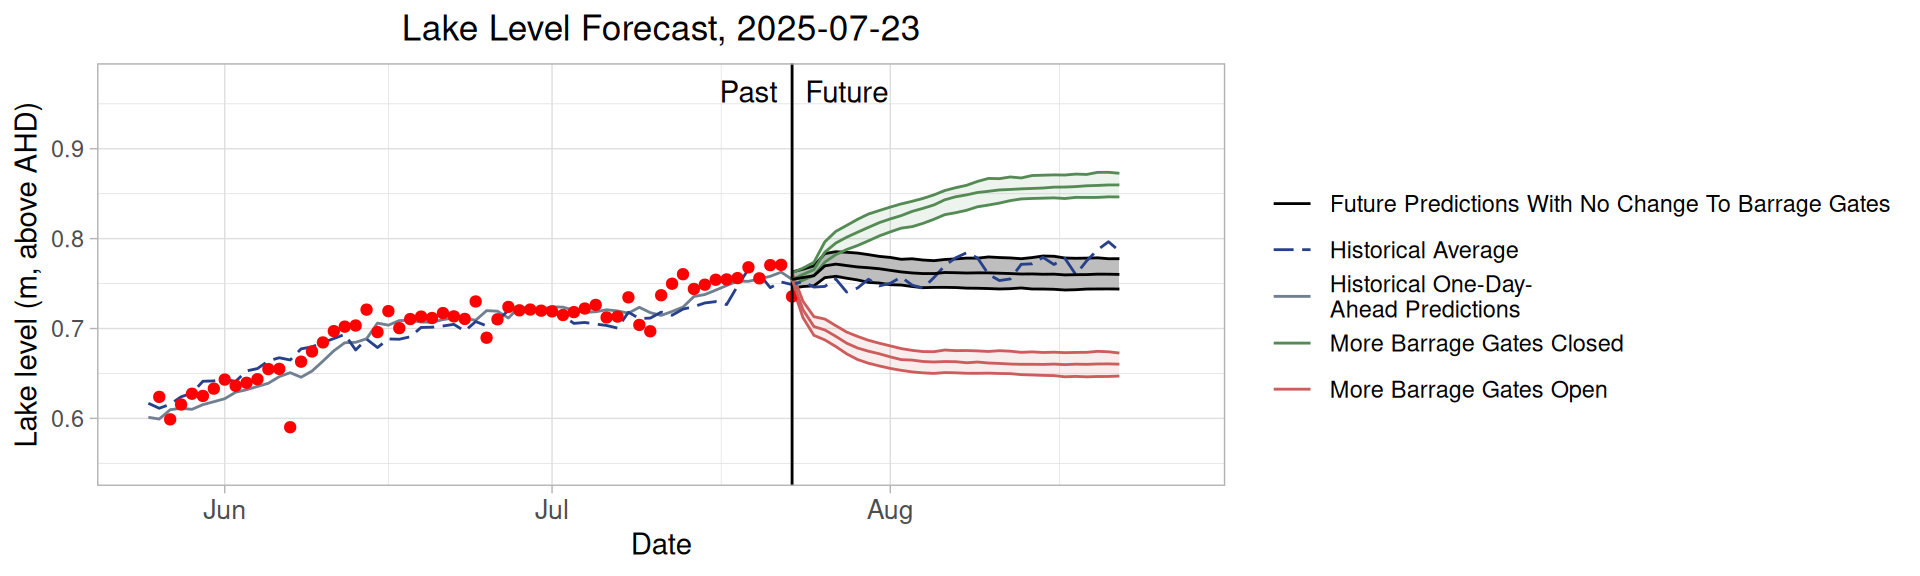 Lake Level Forecast, 2025-07-23
Past Future
Lake level (m, above AHD)
0.9
0.8
0.7
0.6
Jun Jul Aug
Date
Future Predictions With No Change To Barrage Gates
Historical Average
Historical One-Day-
Ahead Predictions
More Barrage Gates Closed
More Barrage Gates Open